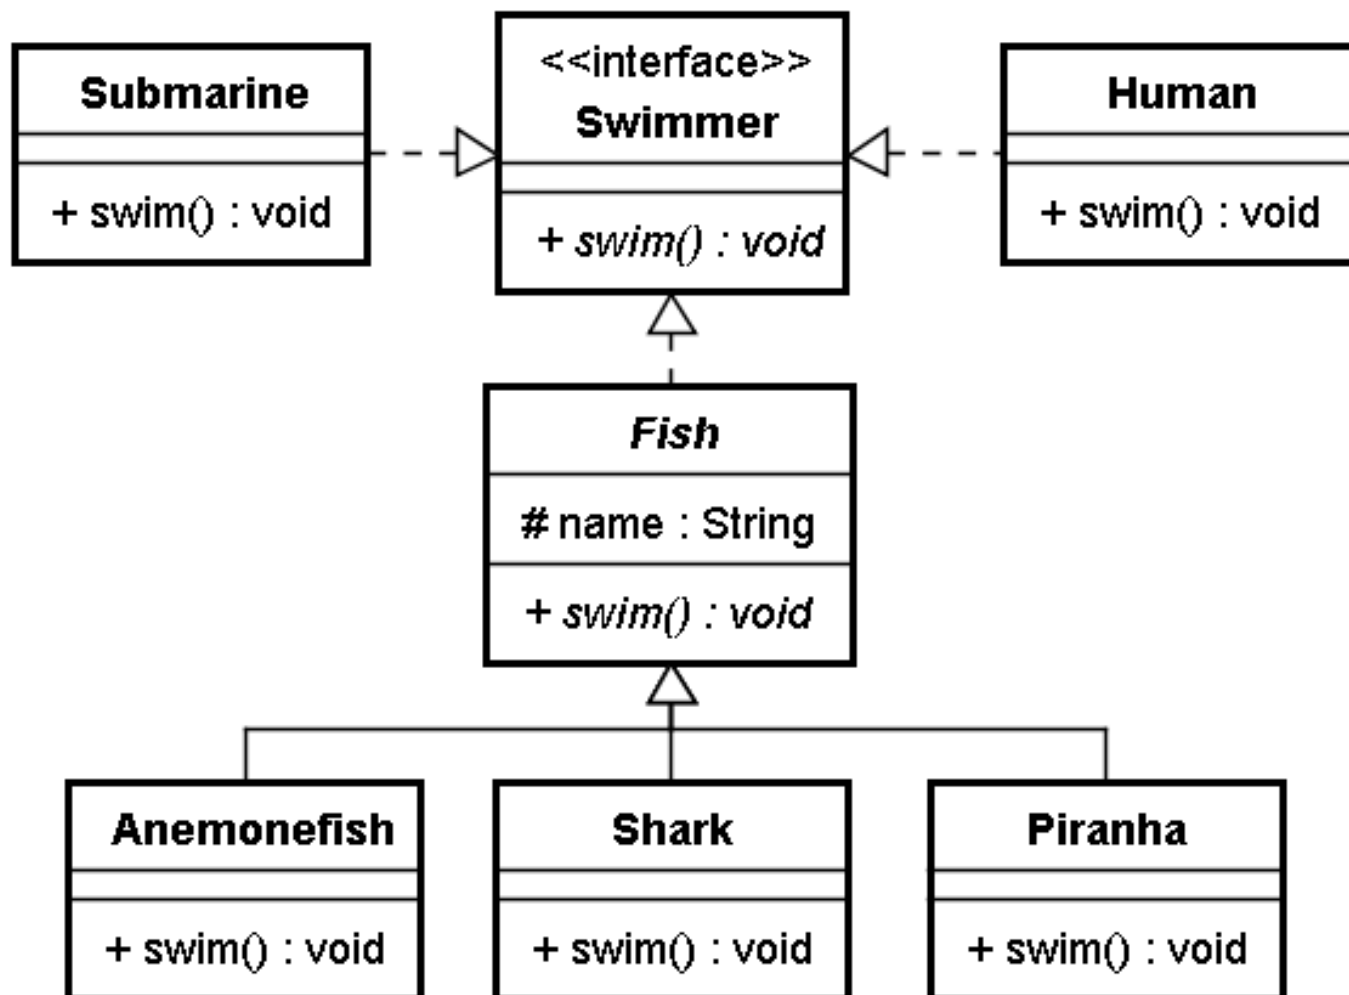 Submarine
+ swim() : void
<<interface>>
Swimmer
+ swim() : void
Human
+ swim() : void
Fish
# name : String
+ swim() : void
Anemonefish
+ swim() : void
Shark
+ swim() : void
Piranha
+ swim() : void